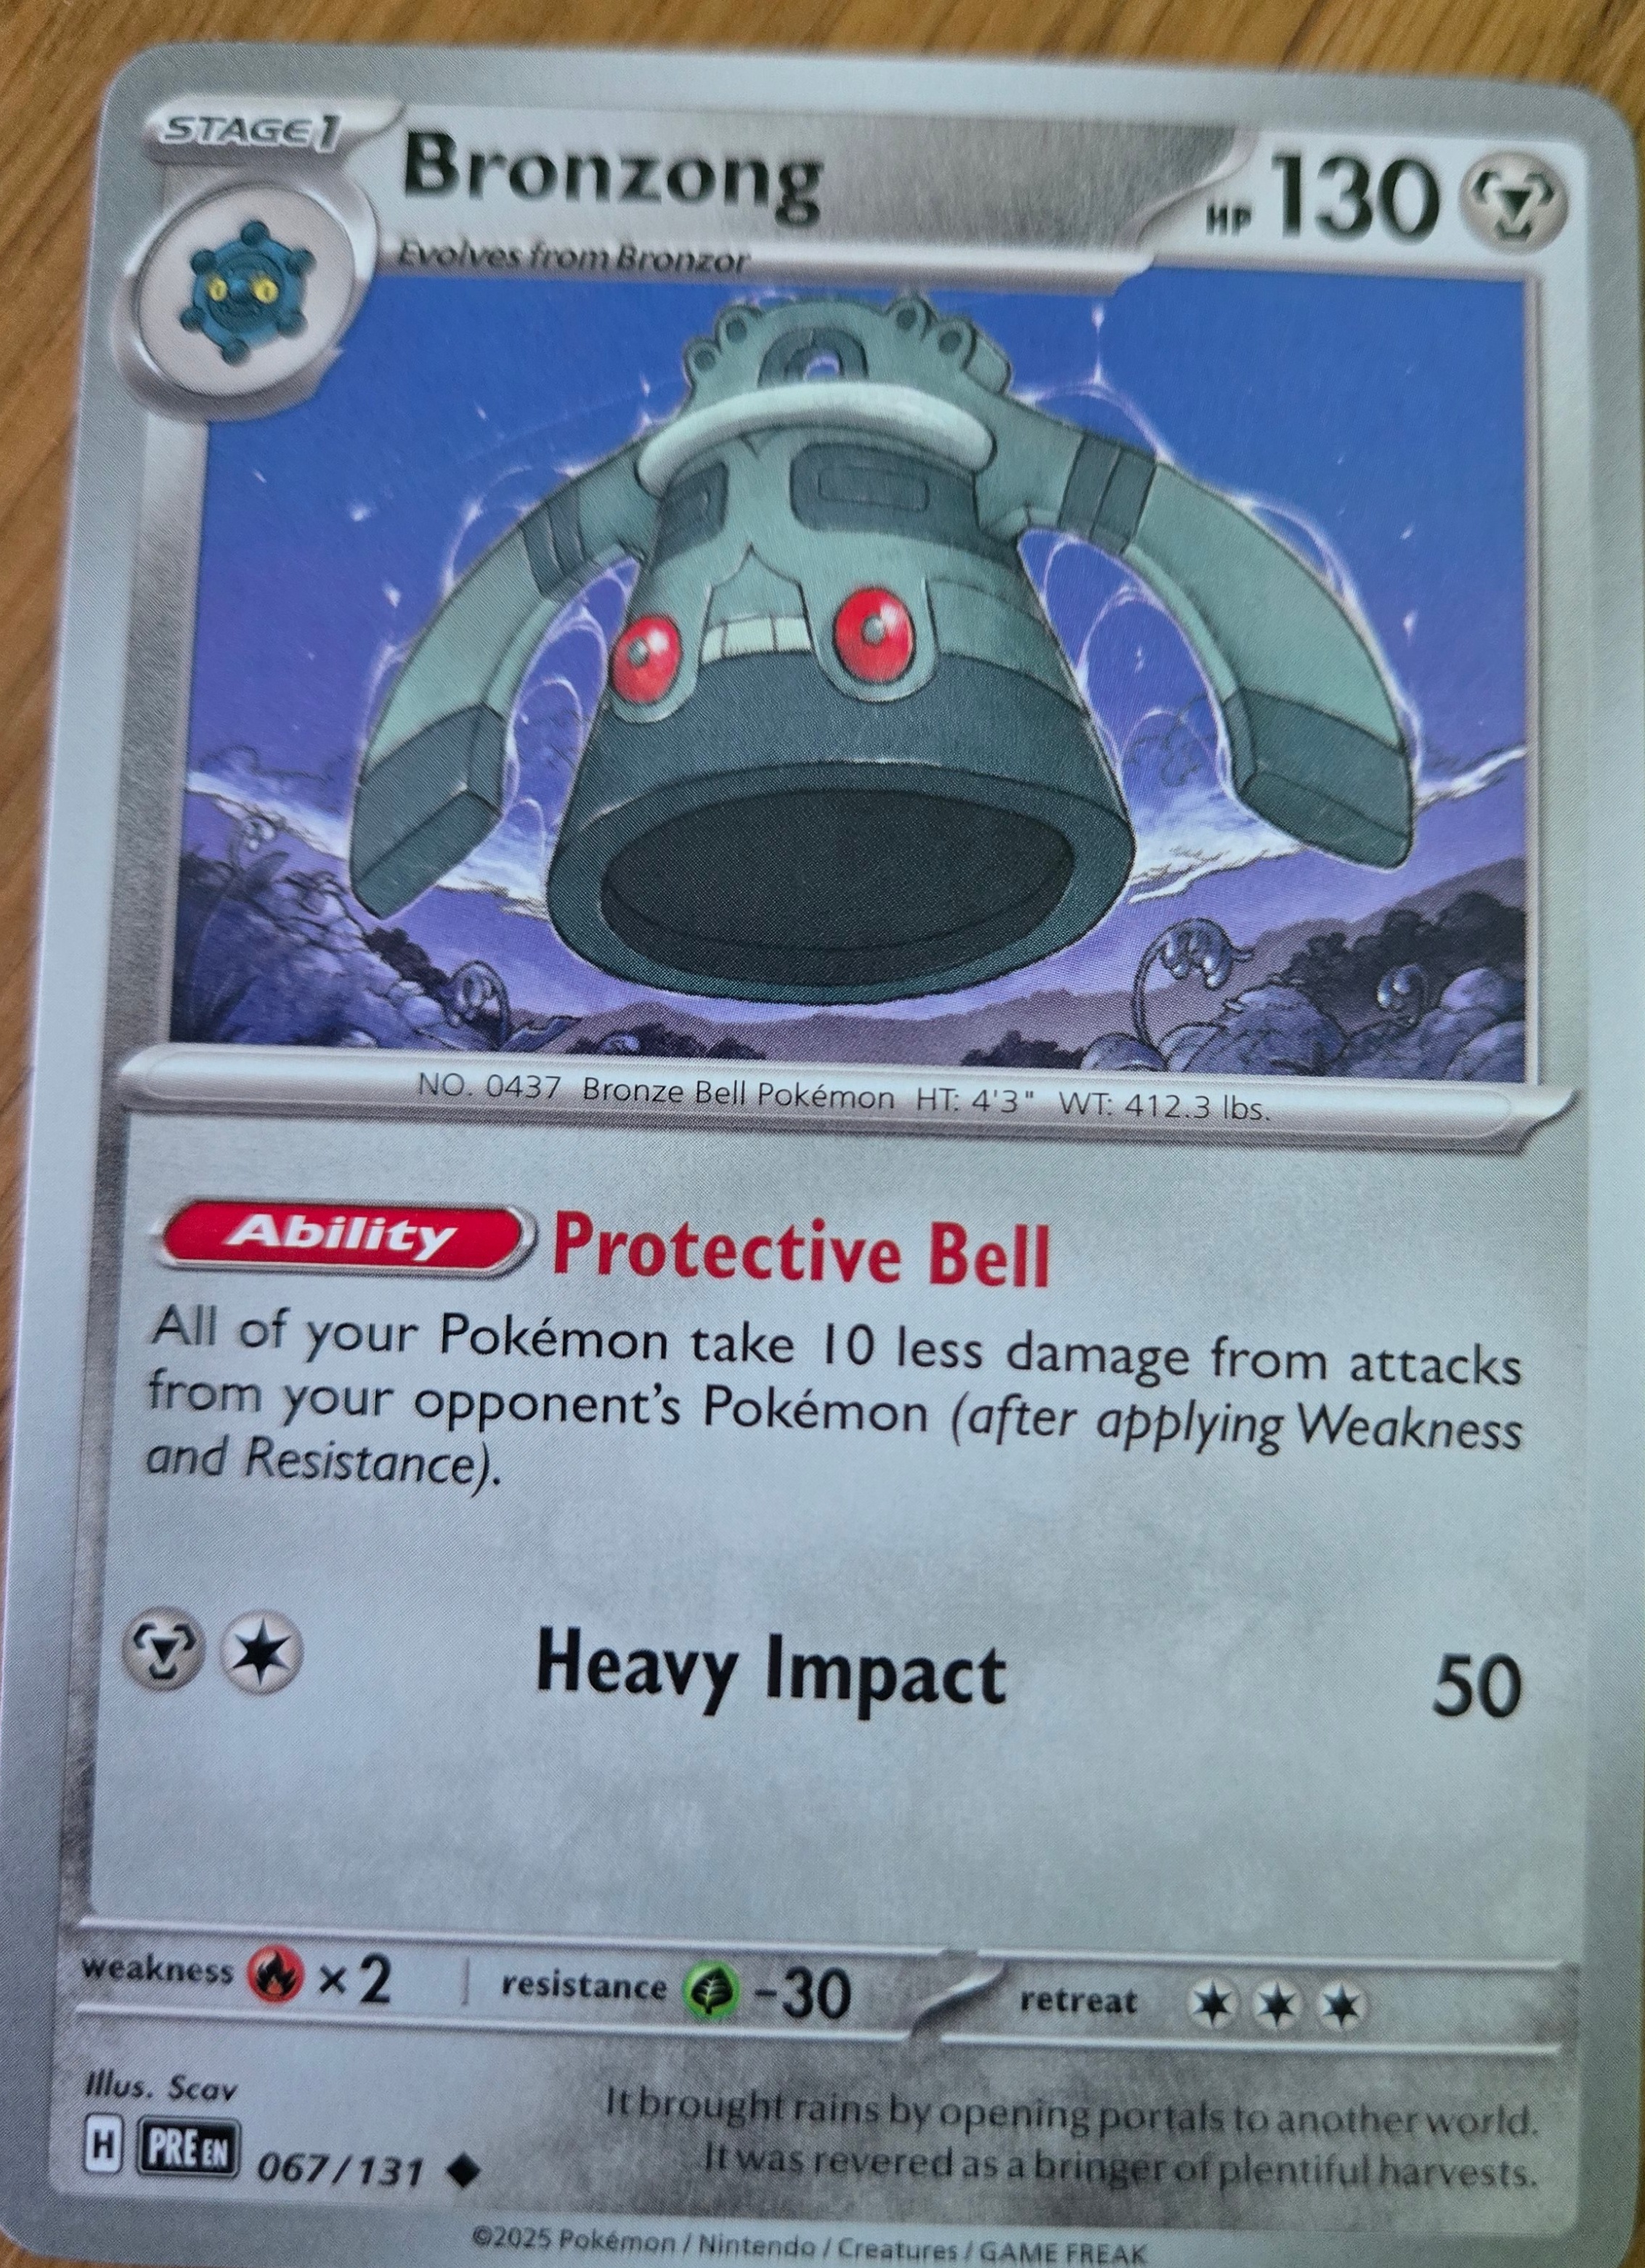 STAGE 1
Bronzong
HP 130
Evolves from Bronzor
NO. 0437 Bronze Bell Pokémon HT: 4'3" WT: 412.3 lbs.
Ability Protective Bell
All of your Pokémon take 10 less damage from attacks
from your opponent's Pokémon (after applying Weakness
and Resistance).
Heavy Impact 50
weakness ×2 resistance -30 retreat
Illus. Scav
H PRE EN 067/131
It brought rains by opening portals to another world.
It was revered as a bringer of plentiful harvests.
©2025 Pokémon / Nintendo / Creatures / GAME FREAK